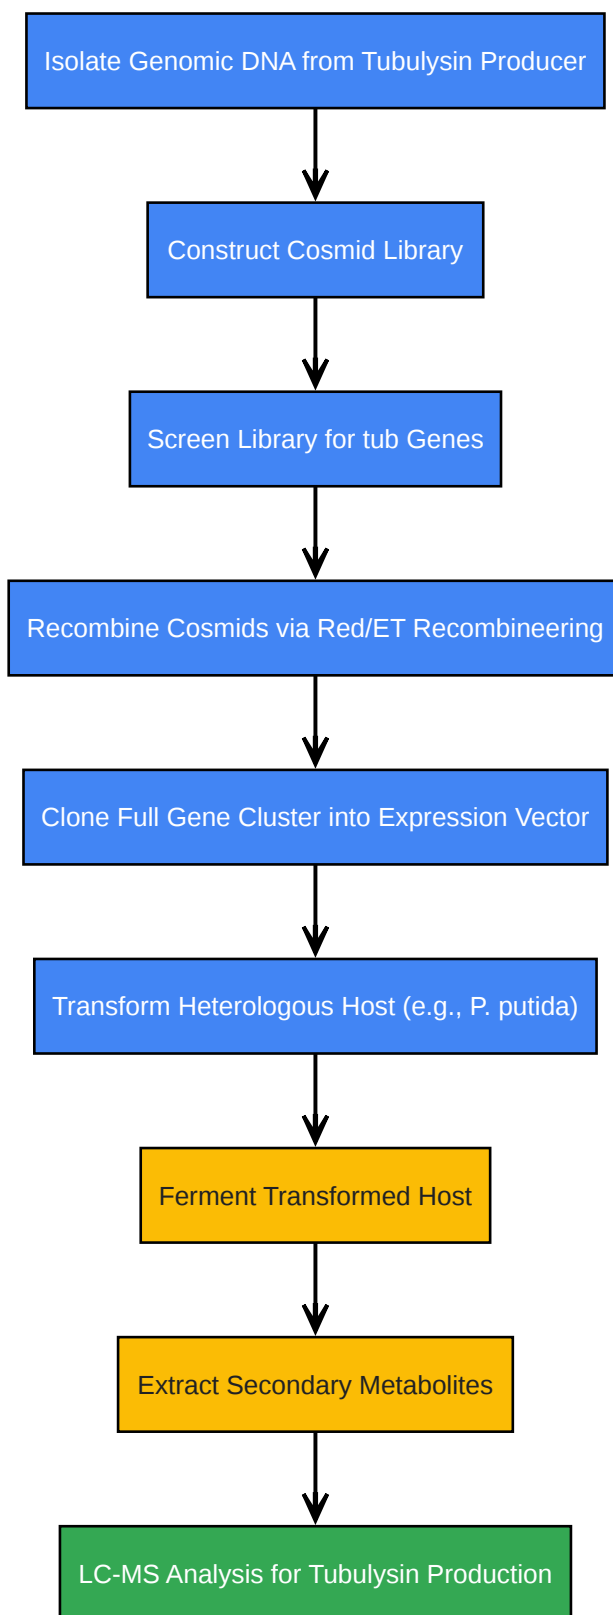 Isolate Genomic DNA from Tubulysin Producer
Construct Cosmid Library
Screen Library for tub Genes
Recombine Cosmids via Red/ET Recombineering
Clone Full Gene Cluster into Expression Vector
Transform Heterologous Host (e.g., P. putida)
Ferment Transformed Host
Extract Secondary Metabolites
LC-MS Analysis for Tubulysin Production